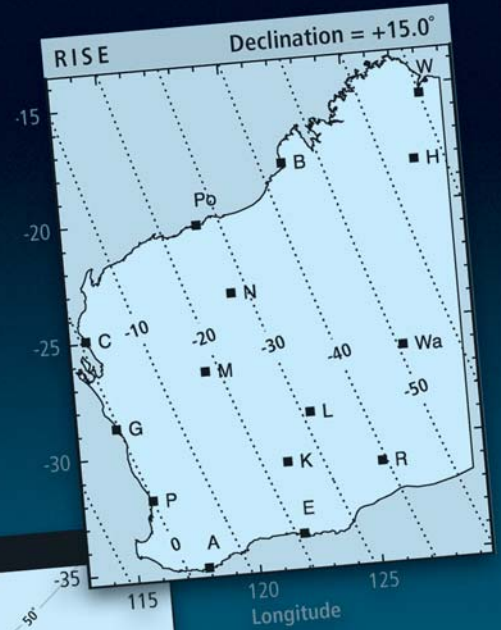 RISE
Declination = +15.0°
W
-15
B
H
Po
-20
N
-10
-20
-30
-40
C
-25
Wa
M
-50
L
G
K
R
-30
P
E
0
A
-35
50°
115
120
125
Longitude